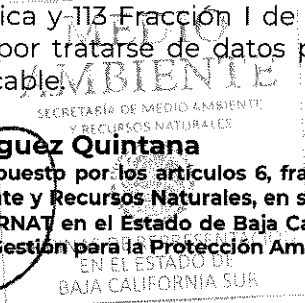 ica y 113 Fracción I de
MEDIO
por tratarse de datos p
AMBIENTE
cable.
SECRETARÍA DE MEDIO AMBIENTE
Y RECURSOS NATURALES
guez Quintana
puesto por los artículos 6, fra
te y Recursos Naturales, en s
RNAT en el Estado de Baja Ca
Gestión para la Protección Am
EN EL ESTADO DE
BAJA CALIFORNIA SUR